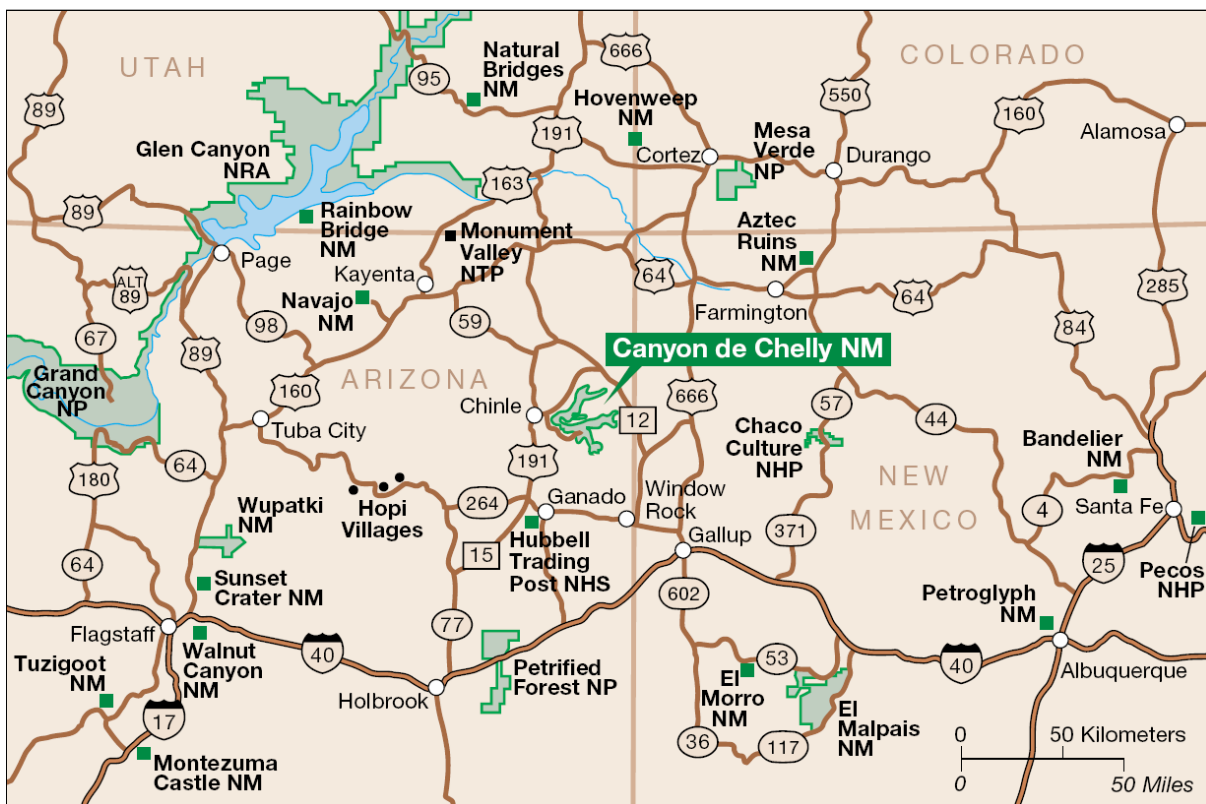 UTAH
COLORADO
ARIZONA
NEW
MEXICO
Natural
Bridges
NM
666
95
550
Hovenweep
NM
89
191
160
Alamosa
Mesa
Verde
NP
Cortez
Durango
Glen Canyon
NRA
163
89
Rainbow
Bridge
NM
Monument
Valley
NTP
Aztec
Ruins
NM
Page
Kayenta
64
ALT
89
Navajo
NM
Farmington
64
285
67
98
59
84
89
Canyon de Chelly NM
Grand
Canyon
NP
160
Chinle
12
666
57
44
Tuba City
Chaco
Culture
NHP
Bandelier
NM
64
180
191
Hopi
Villages
264
Ganado
Window
Rock
Santa Fe
4
Wupatki
NM
371
Gallup
15
Hubbell
Trading
Post NHS
25
Pecos
NHP
64
Sunset
Crater NM
602
Petroglyph
NM
Flagstaff
77
40
Walnut
Canyon
NM
Petrified
Forest NP
53
40
Albuquerque
Tuzigoot
NM
Holbrook
El
Morro
NM
El
Malpais
NM
17
36
117
Montezuma
Castle NM
0
50 Kilometers
0
50 Miles